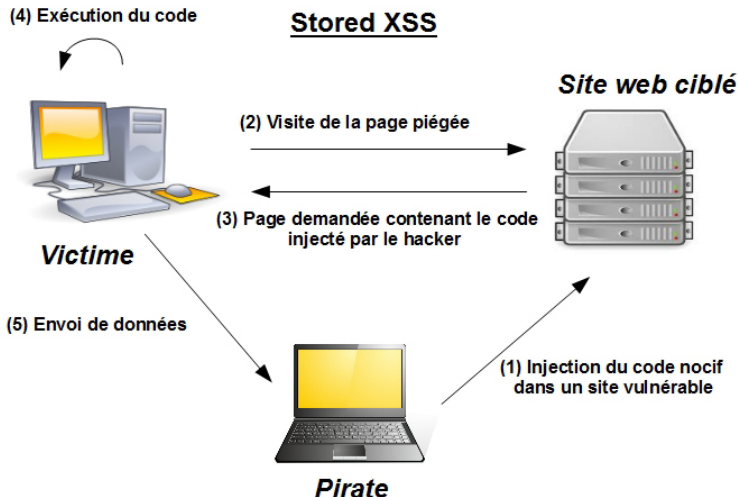 (4) Exécution du code
Stored XSS
Site web ciblé
(2) Visite de la page piégée
(3) Page demandée contenant le code
injecté par le hacker
Victime
(5) Envoi de données
(1) Injection du code nocif
dans un site vulnérable
Pirate